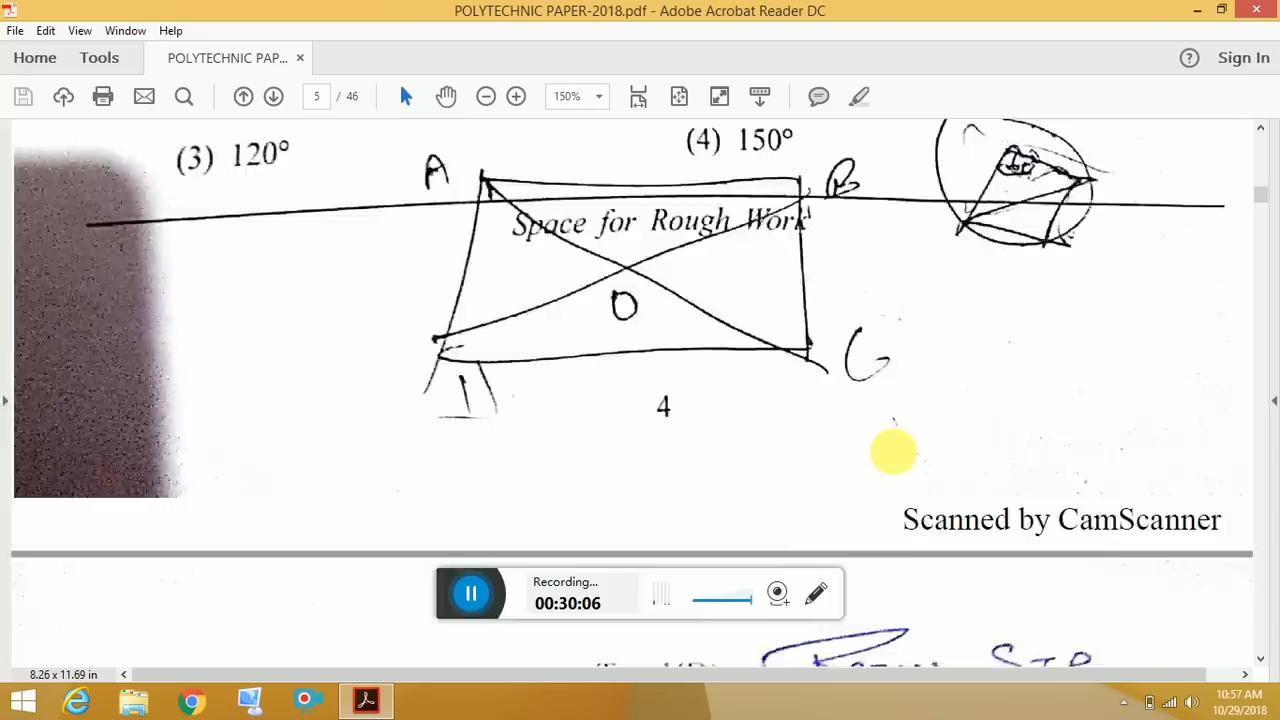 POLYTECHNIC PAPER-2018.pdf - Adobe Acrobat Reader DC
File Edit View Window Help
Home Tools POLYTECHNIC PAP... × Sign In
5 / 46 150%
(3) 120° (4) 150°
A B
Space for Rough Work
O
D C
4
Scanned by CamScanner
Recording...
00:30:06
8.26 x 11.69 in
10:57 AM
10/29/2018